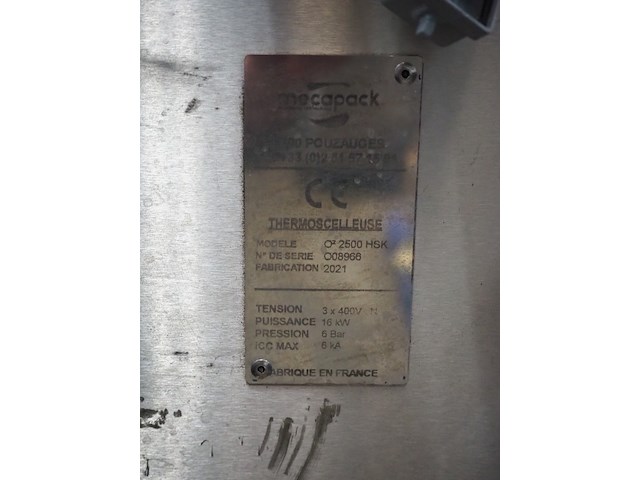 mecapack
POUZAUGES
CE
THERMOSCELLEUSE
MODELE O² 2500 HSK
N° DE SERIE O08966
FABRICATION 2021
TENSION 3 x 400V
PUISSANCE 16 kW
PRESSION 6 Bar
ICC MAX 6 kA
FABRIQUE EN FRANCE